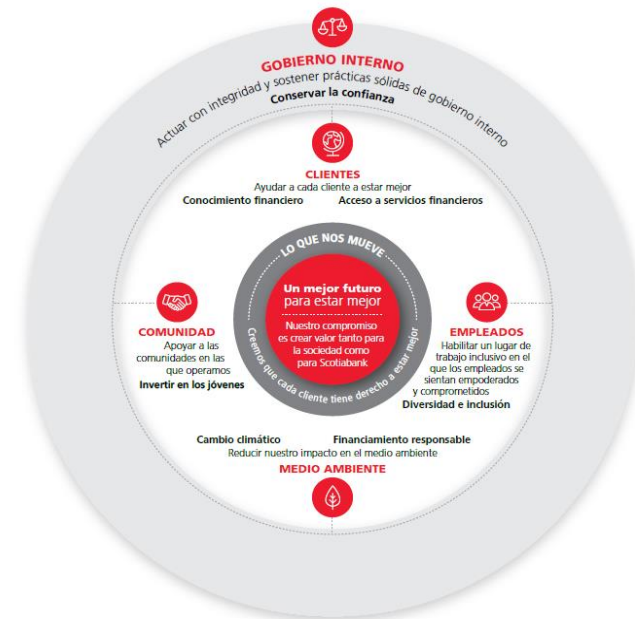 GOBIERNO INTERNO
Actuar con integridad y sostener prácticas sólidas de gobierno interno
Conservar la confianza
CLIENTES
Ayudar a cada cliente a estar mejor
Conocimiento financiero Acceso a servicios financieros
LO QUE NOS MUEVE
Un mejor futuro
para estar mejor
Nuestro compromiso
es crear valor tanto para
la sociedad como
para Scotiabank
Creemos que cada cliente tiene derecho a estar mejor
COMUNIDAD
Apoyar a las
comunidades en las
que operamos
Invertir en los jóvenes
EMPLEADOS
Habilitar un lugar de
trabajo inclusivo en el
que los empleados se
sientan empoderados
y comprometidos
Diversidad e inclusión
Cambio climático Financiamiento responsable
Reducir nuestro impacto en el medio ambiente
MEDIO AMBIENTE